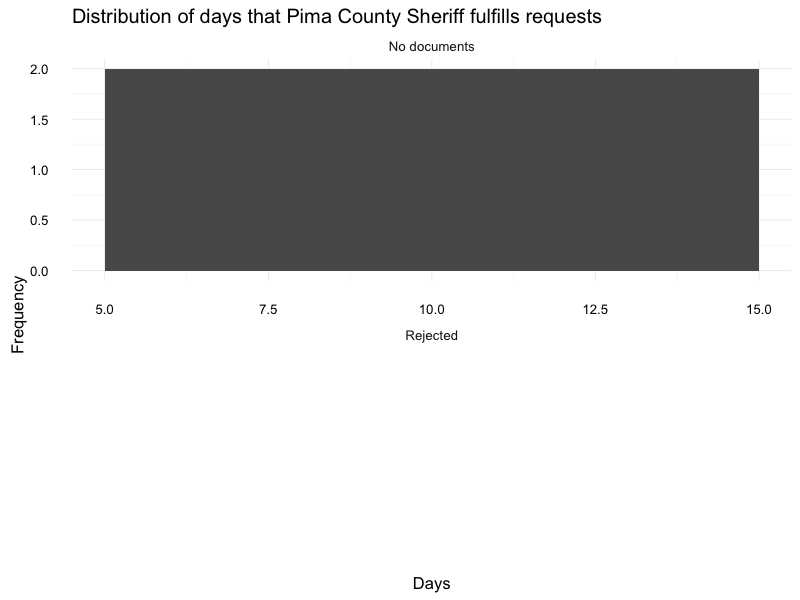 Distribution of days that Pima County Sheriff fulfills requests
No documents
2.0
1.5
1.0
0.5
0.0
Frequency
5.0 7.5 10.0 12.5 15.0
Rejected
Days